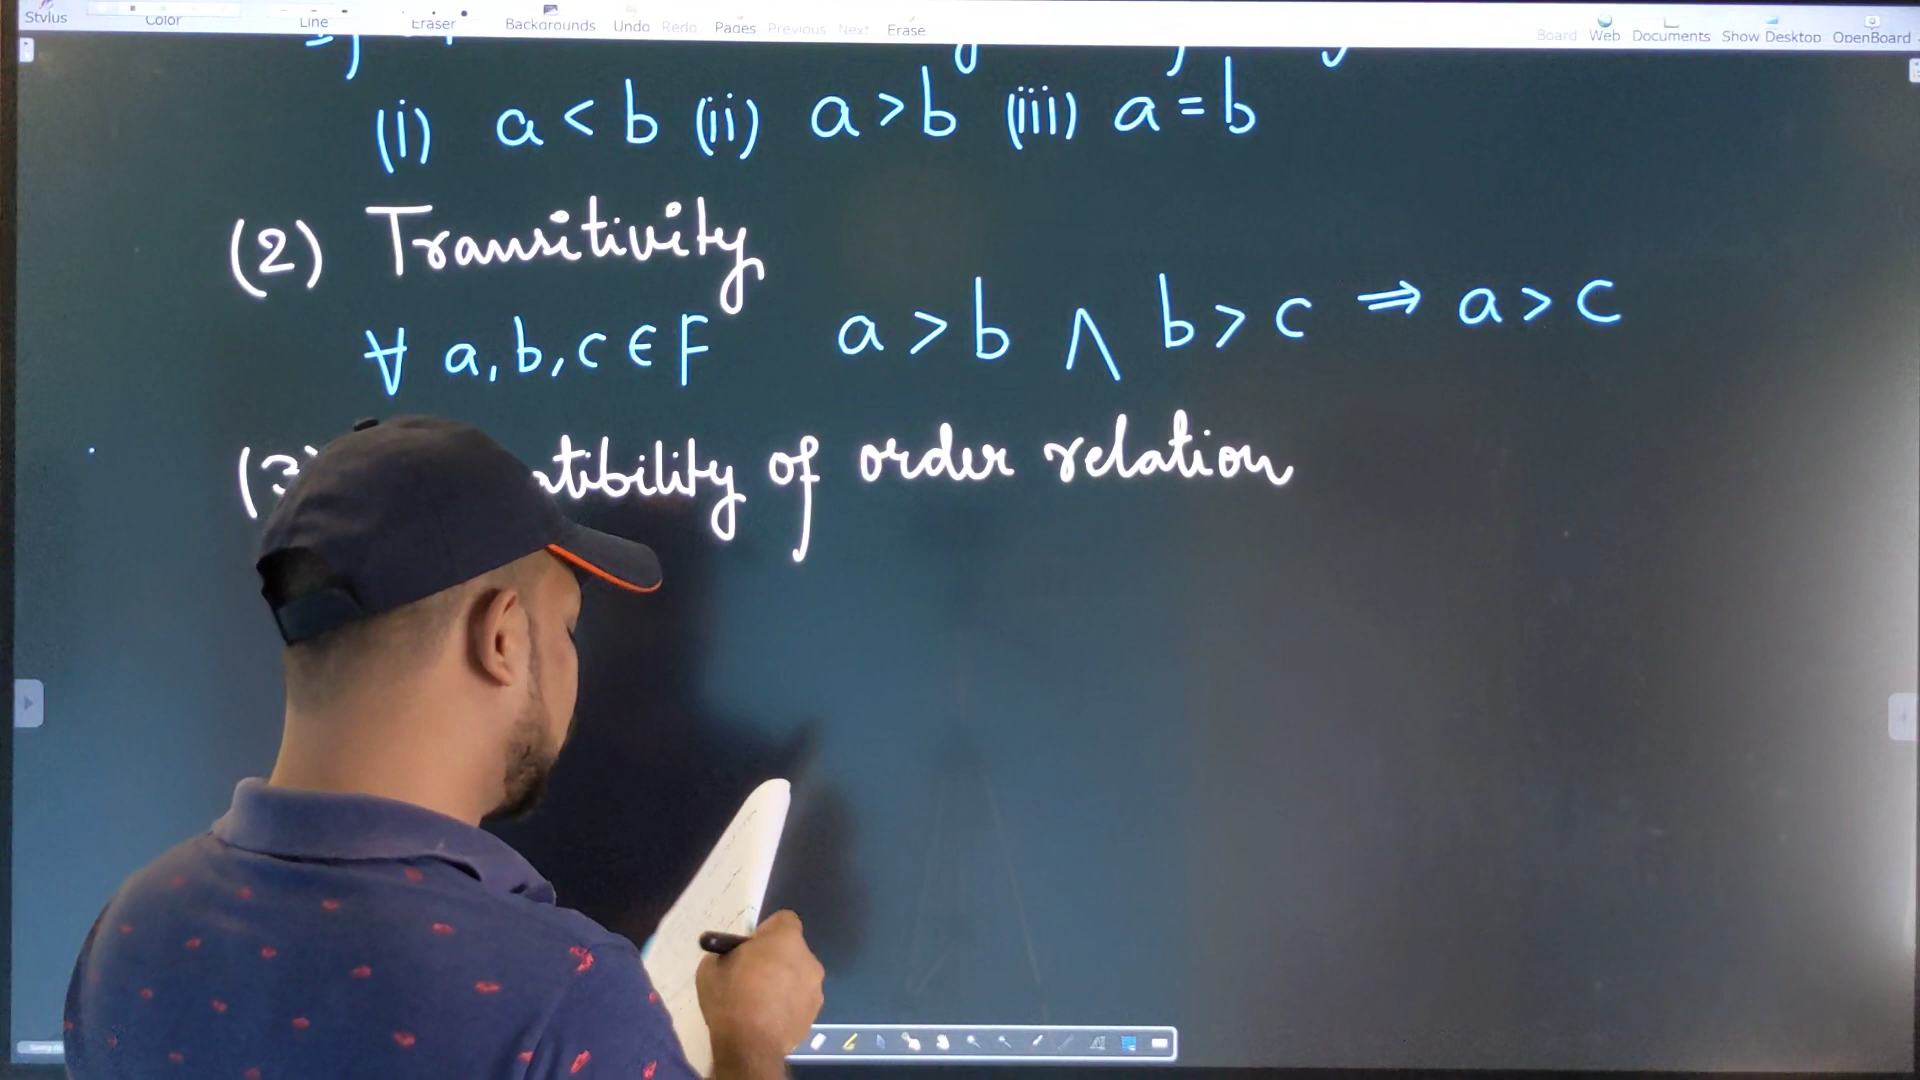 Stylus Color Line Eraser Backgrounds Undo Redo Pages Previous Next Erase Board Web Documents Show Desktop OpenBoard
(i) a < b (ii) a > b (iii) a = b
(2) Transitivity
∀ a, b, c ∈ F a > b ∧ b > c ⇒ a > c
(3) atibility of order relation